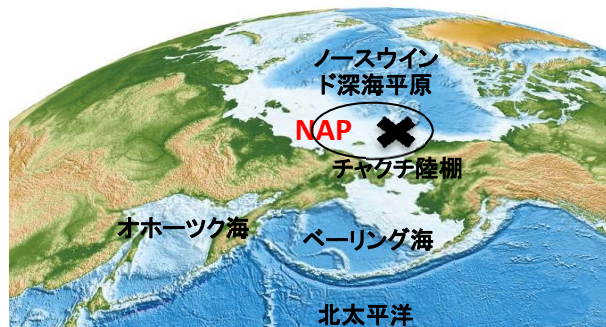 ノースウイン
ド深海平原
NAP
チャクチ陸棚
オホーツク海
ベーリング海
北太平洋